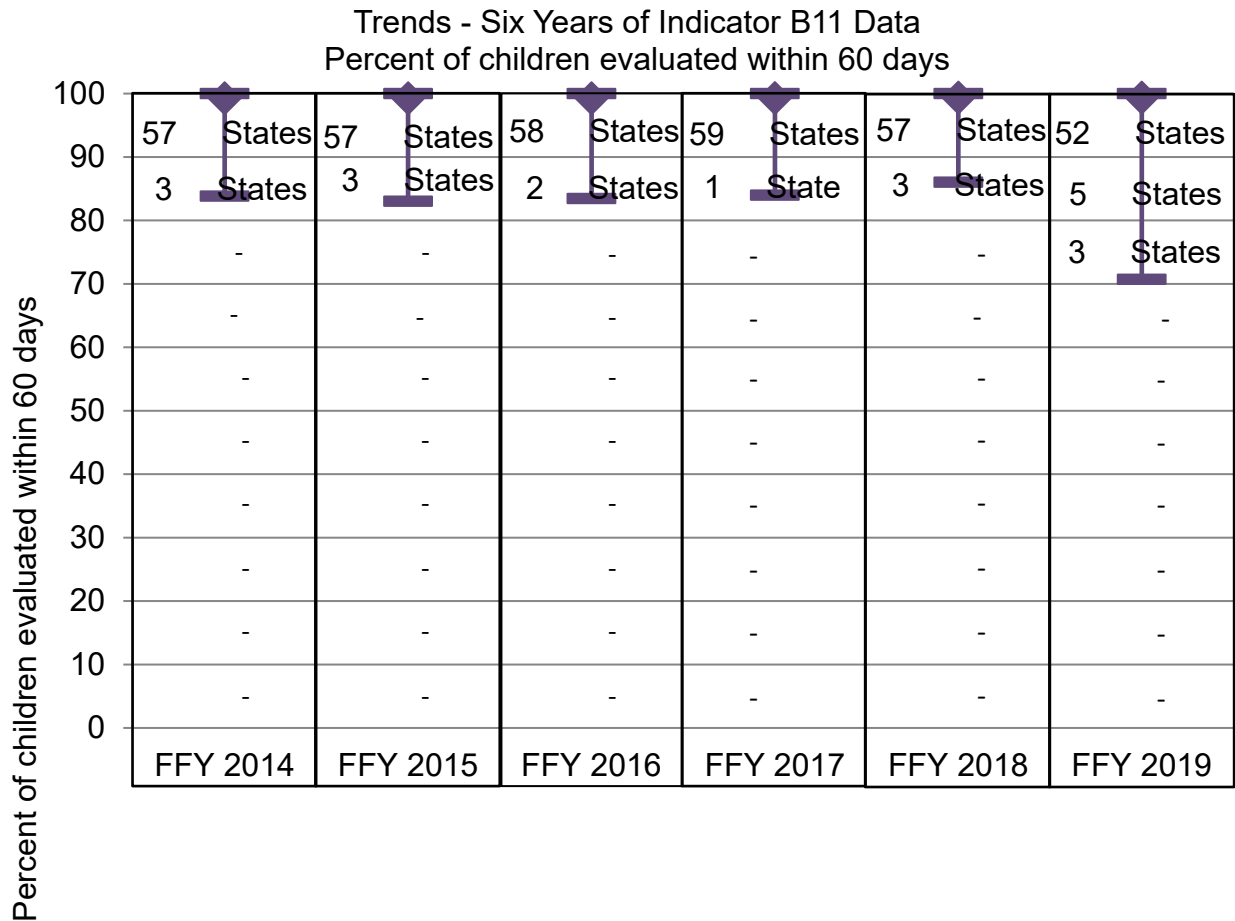 Trends - Six Years of Indicator B11 Data
Percent of children evaluated within 60 days
Percent of children evaluated within 60 days
100
90
80
70
60
50
40
30
20
10
0
57 States
3 States
-
-
-
-
-
-
-
-
FFY 2014
57 States
3 States
-
-
-
-
-
-
-
-
FFY 2015
58 States
2 States
-
-
-
-
-
-
-
-
FFY 2016
59 States
1 State
-
-
-
-
-
-
-
-
FFY 2017
57 States
3 States
-
-
-
-
-
-
-
-
FFY 2018
52 States
5 States
3 States
-
-
-
-
-
-
-
FFY 2019